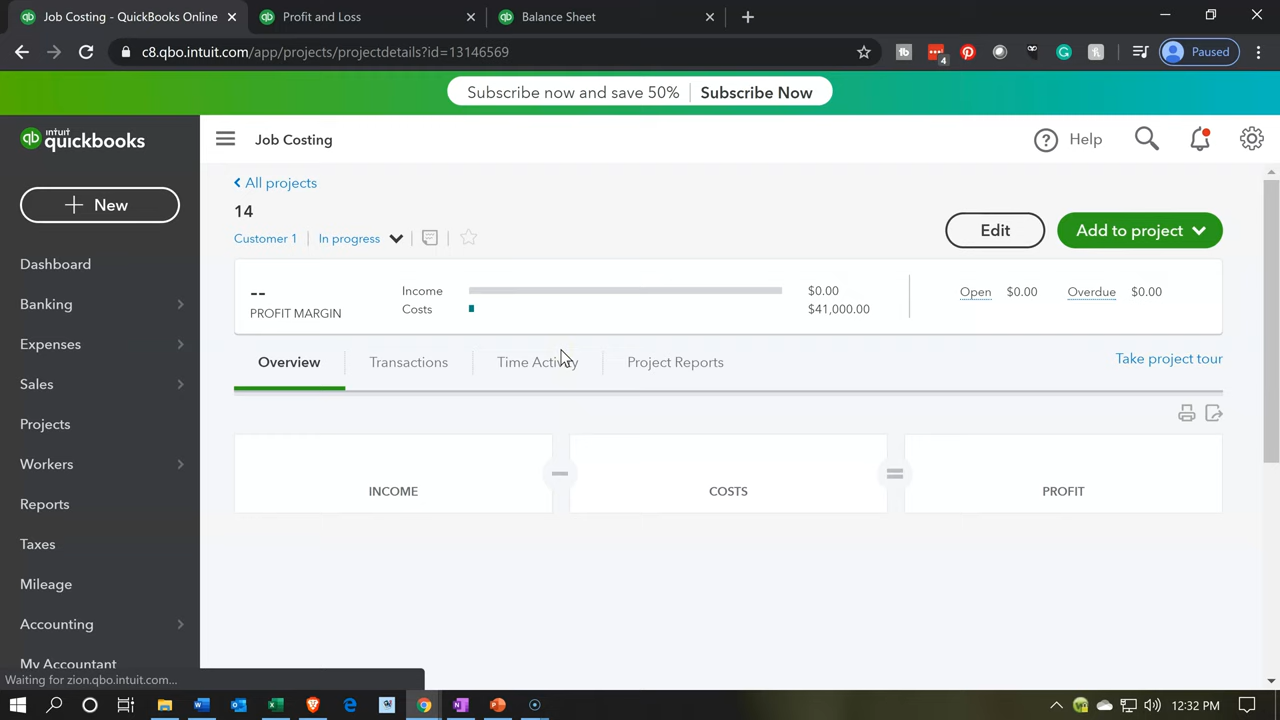 Job Costing - QuickBooks Online
Profit and Loss
Balance Sheet
c8.qbo.intuit.com/app/projects/projectdetails?id=13146569
4
Paused
Subscribe now and save 50% Subscribe Now
intuit
quickbooks
Job Costing
Help
New
All projects
14
Customer 1
In progress
Edit
Add to project
--
PROFIT MARGIN
Income $0.00
Costs $41,000.00
Open $0.00
Overdue $0.00
Overview
Transactions
Time Activity
Project Reports
Take project tour
INCOME
COSTS
PROFIT
Dashboard
Banking
Expenses
Sales
Projects
Workers
Reports
Taxes
Mileage
Accounting
My Accountant
Waiting for zion.qbo.intuit.com...
12:32 PM